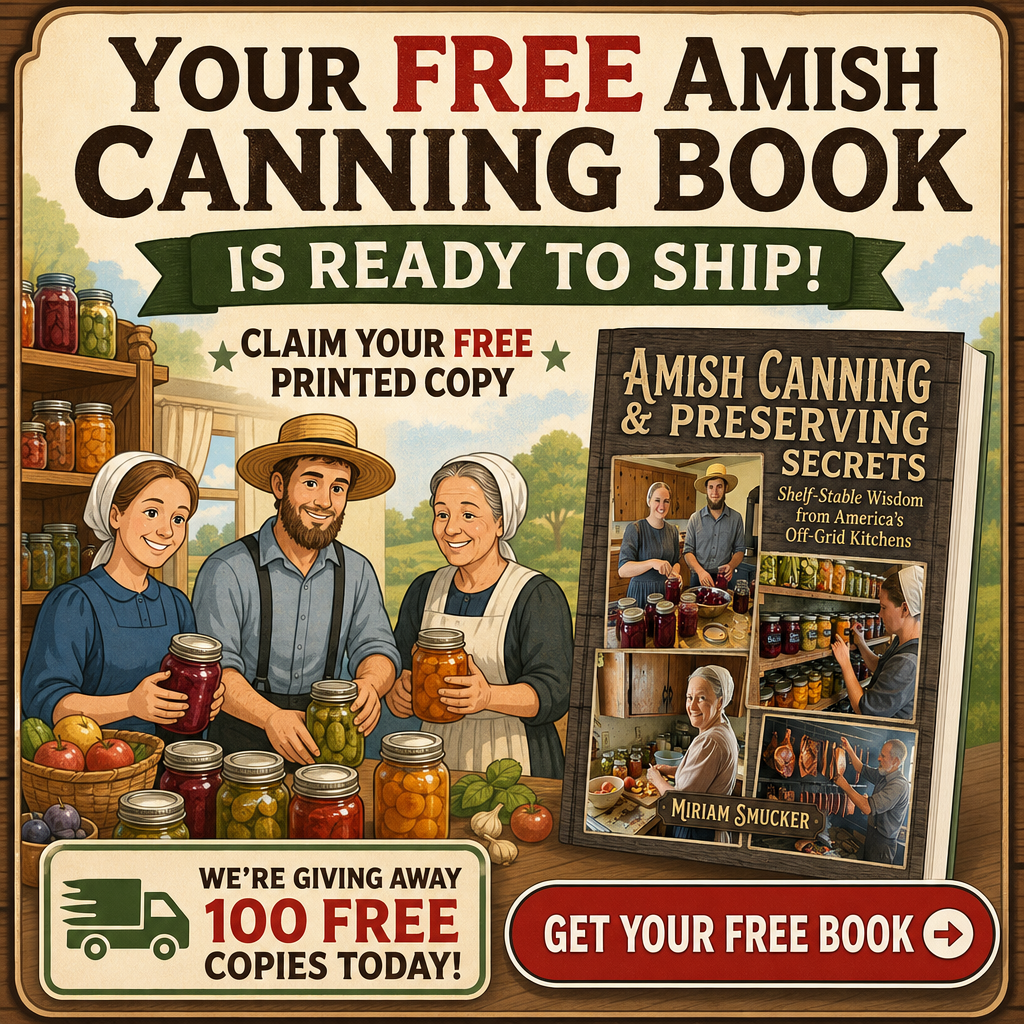 YOUR FREE AMISH
CANNING BOOK
IS READY TO SHIP!
CLAIM YOUR FREE
PRINTED COPY
AMISH CANNING
& PRESERVING
SECRETS
Shelf-Stable Wisdom
from America's
Off-Grid Kitchens
MIRIAM SMUCKER
WE'RE GIVING AWAY
100 FREE
COPIES TODAY!
GET YOUR FREE BOOK